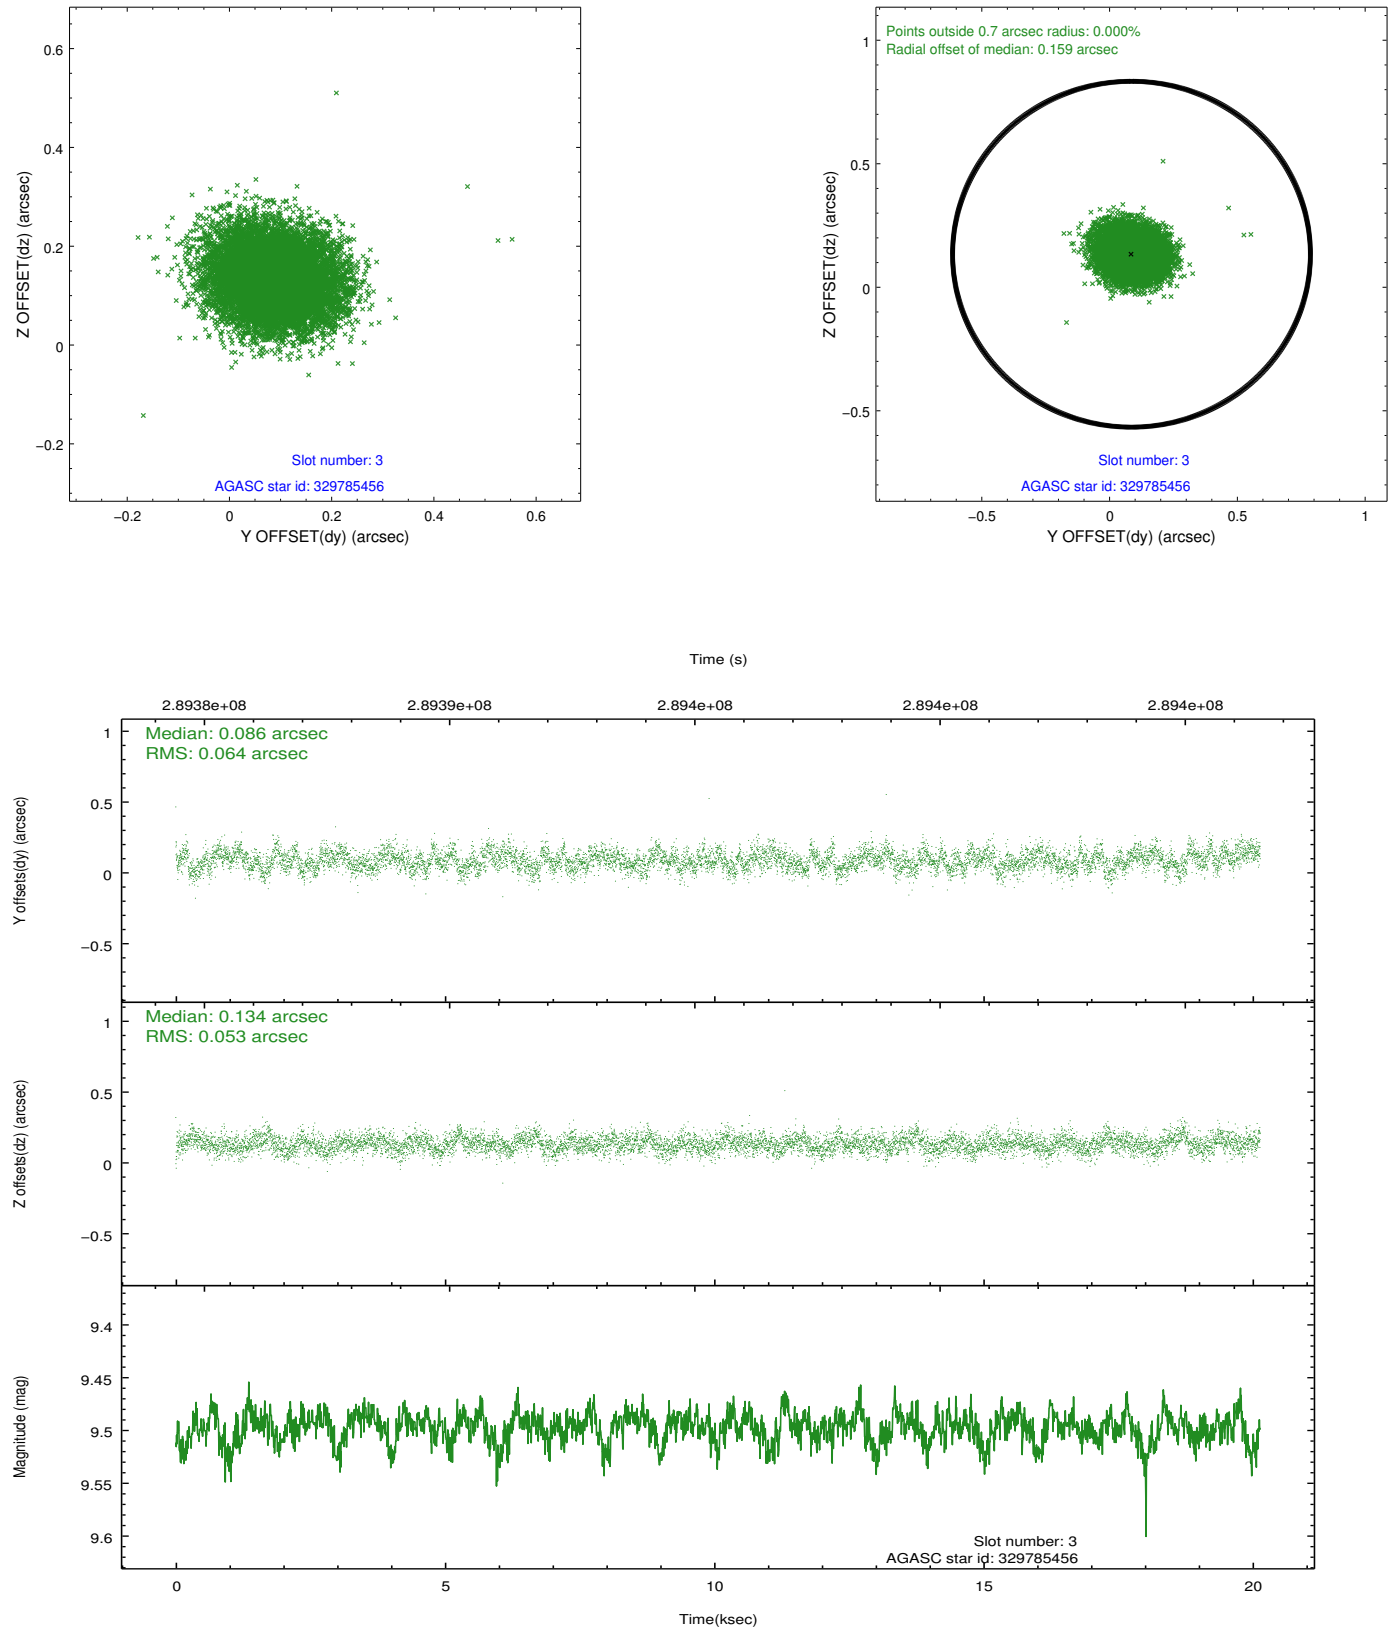 0.6
0.4
0.2
0
−0.2
Z OFFSET(dz) (arcsec)
Slot number: 3
AGASC star id: 329785456
−0.2 0 0.2 0.4 0.6
Y OFFSET(dy) (arcsec)
Points outside 0.7 arcsec radius: 0.000%
Radial offset of median: 0.159 arcsec
1
0.5
0
−0.5
Z OFFSET(dz) (arcsec)
Slot number: 3
AGASC star id: 329785456
−0.5 0 0.5 1
Y OFFSET(dy) (arcsec)
Time (s)
2.8938e+08 2.8939e+08 2.894e+08 2.894e+08 2.894e+08
Median: 0.086 arcsec
RMS: 0.064 arcsec
1
0.5
0
−0.5
Y offsets(dy) (arcsec)
Median: 0.134 arcsec
RMS: 0.053 arcsec
1
0.5
0
−0.5
Z offsets(dz) (arcsec)
9.4
9.45
9.5
9.55
9.6
Magnitude (mag)
Slot number: 3
AGASC star id: 329785456
0 5 10 15 20
Time(ksec)